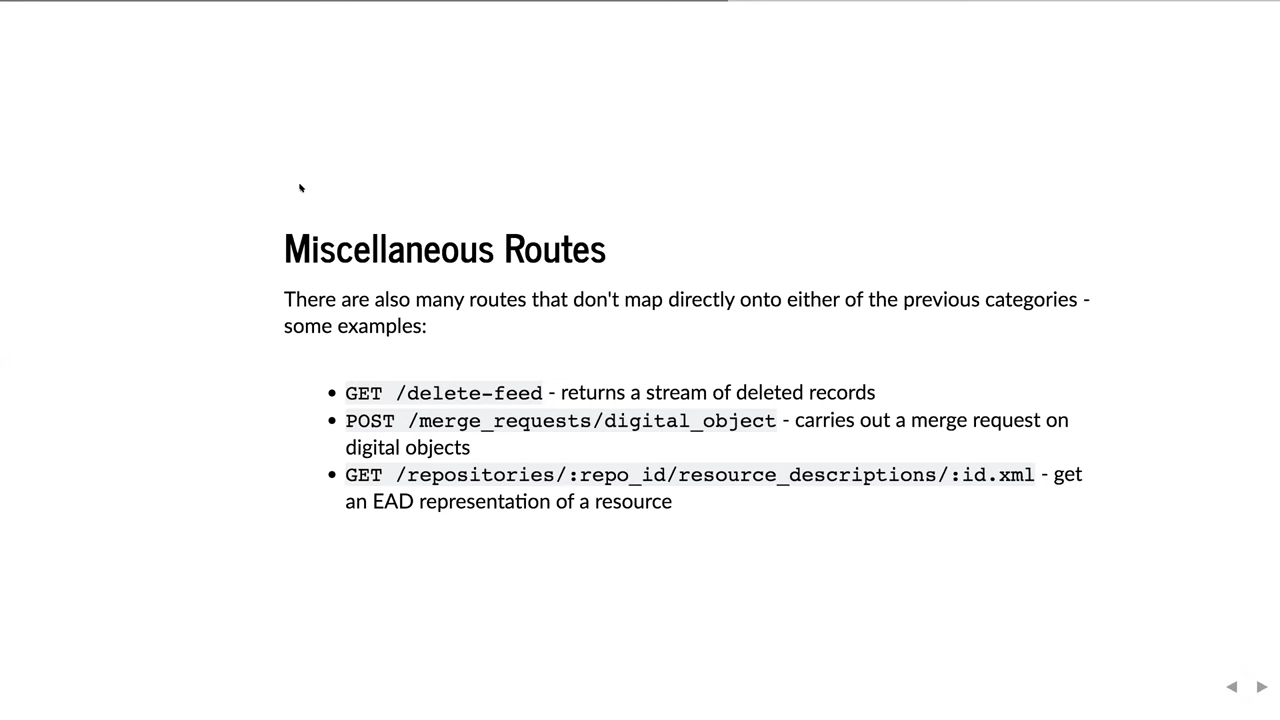 Miscellaneous Routes
There are also many routes that don't map directly onto either of the previous categories -
some examples:
• GET /delete-feed - returns a stream of deleted records
• POST /merge_requests/digital_object - carries out a merge request on
digital objects
• GET /repositories/:repo_id/resource_descriptions/:id.xml - get
an EAD representation of a resource